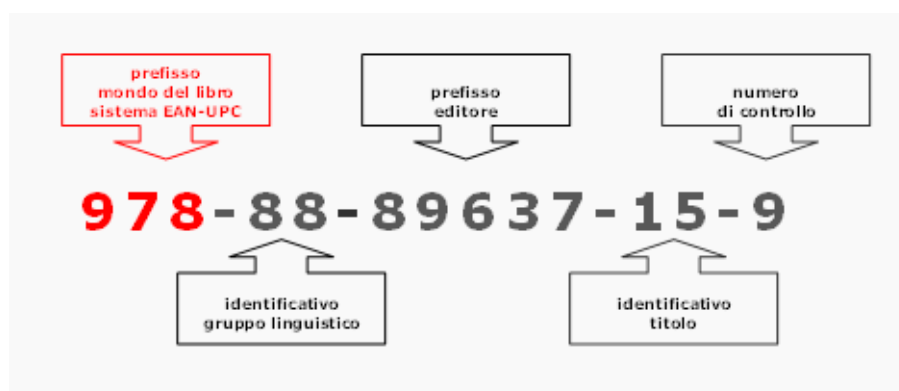 prefisso
mondo del libro
sistema EAN-UPC
prefisso
editore
numero
di controllo
978-88-89637-15-9
identificativo
gruppo linguistico
identificativo
titolo